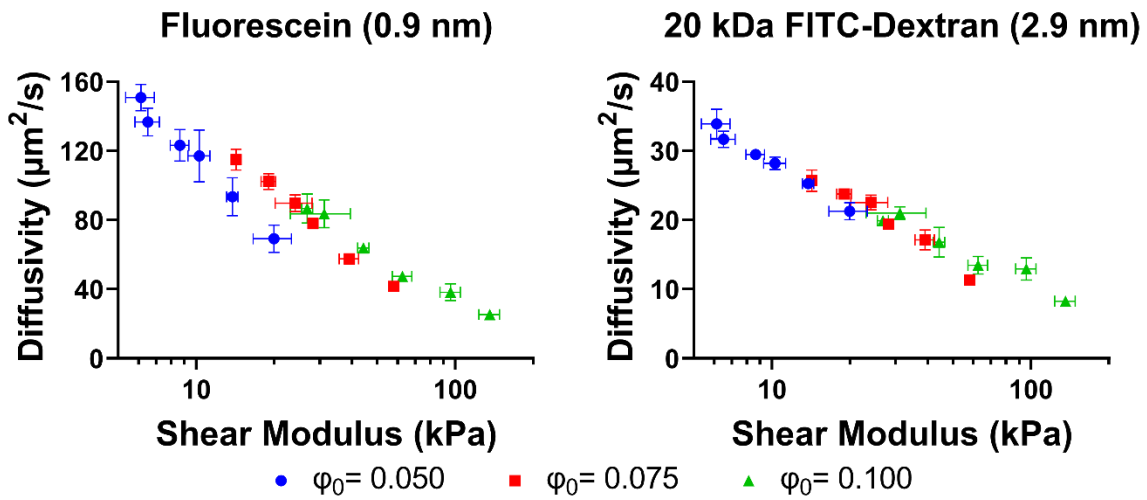 Fluorescein (0.9 nm)
Diffusivity (µm²/s)
160
120
80
40
0
10
100
Shear Modulus (kPa)
20 kDa FITC-Dextran (2.9 nm)
Diffusivity (µm²/s)
40
30
20
10
0
10
100
Shear Modulus (kPa)
φ₀= 0.050
φ₀= 0.075
φ₀= 0.100